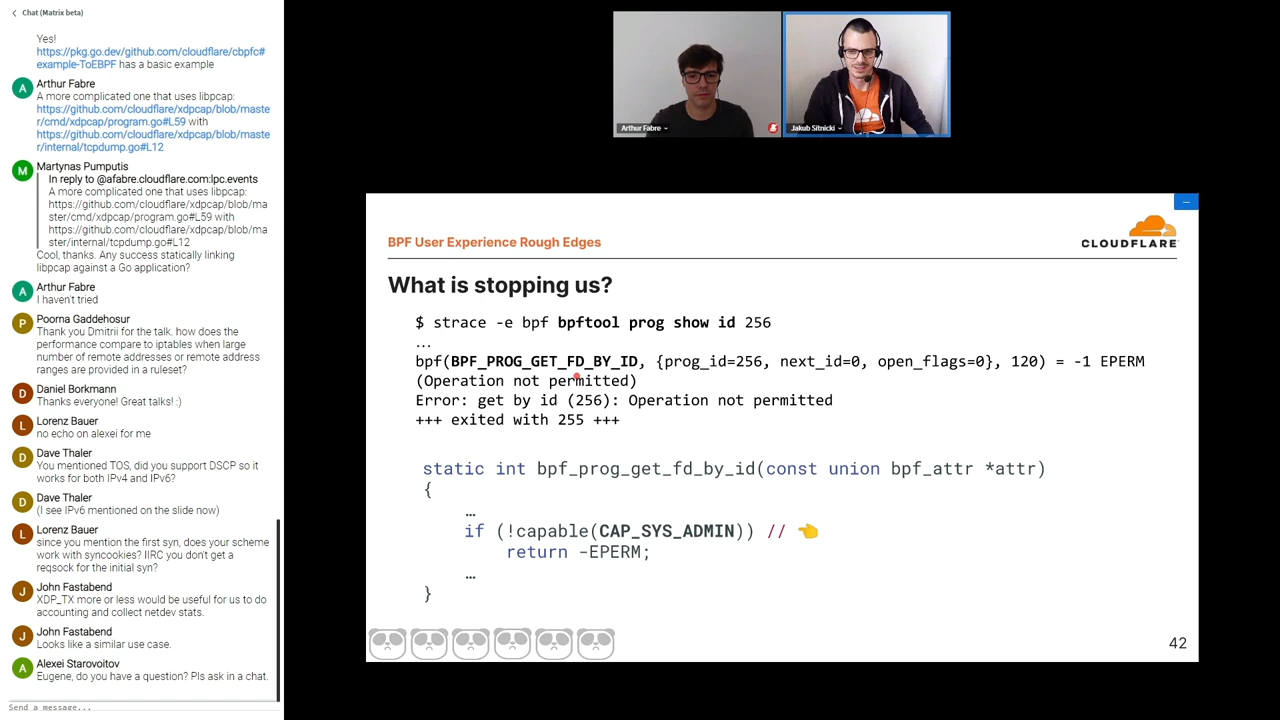 Chat (Matrix beta)
Yes!
https://pkg.go.dev/github.com/cloudflare/cbpfc#
example-ToEBPF has a basic example
A
Arthur Fabre
A more complicated one that uses libpcap:
https://github.com/cloudflare/xdpcap/blob/maste
r/cmd/xdpcap/program.go#L59 with
https://github.com/cloudflare/xdpcap/blob/maste
r/internal/tcpdump.go#L12
M
Martynas Pumputis
In reply to @afabre.cloudflare.com:lpc.events
A more complicated one that uses libpcap:
https://github.com/cloudflare/xdpcap/blob/ma
ster/cmd/xdpcap/program.go#L59 with
https://github.com/cloudflare/xdpcap/blob/ma
ster/internal/tcpdump.go#L12
Cool, thanks. Any success statically linking
libpcap against a Go application?
A
Arthur Fabre
I haven't tried
P
Poorna Gaddehosur
Thank you Dmitrii for the talk. how does the
performance compare to iptables when large
number of remote addresses or remote address
ranges are provided in a ruleset?
D
Daniel Borkmann
Thanks everyone! Great talks! :)
L
Lorenz Bauer
no echo on alexei for me
D
Dave Thaler
You mentioned TOS, did you support DSCP so it
works for both IPv4 and IPv6?
D
Dave Thaler
(I see IPv6 mentioned on the slide now)
L
Lorenz Bauer
since you mention the first syn, does your scheme
work with syncookies? IIRC you don't get a
reqsock for the initial syn?
J
John Fastabend
XDP_TX more or less would be useful for us to do
accounting and collect netdev stats.
J
John Fastabend
Looks like a similar use case.
A
Alexei Starovoitov
Eugene, do you have a question? Pls ask in a chat.
Send a message...
Arthur Fabre
Jakub Sitnicki
BPF User Experience Rough Edges
CLOUDFLARE
What is stopping us?
$ strace -e bpf bpftool prog show id 256
…
bpf(BPF_PROG_GET_FD_BY_ID, {prog_id=256, next_id=0, open_flags=0}, 120) = -1 EPERM
(Operation not permitted)
Error: get by id (256): Operation not permitted
+++ exited with 255 +++
static int bpf_prog_get_fd_by_id(const union bpf_attr *attr)
{
…
if (!capable(CAP_SYS_ADMIN)) // 👈
return -EPERM;
…
}
42